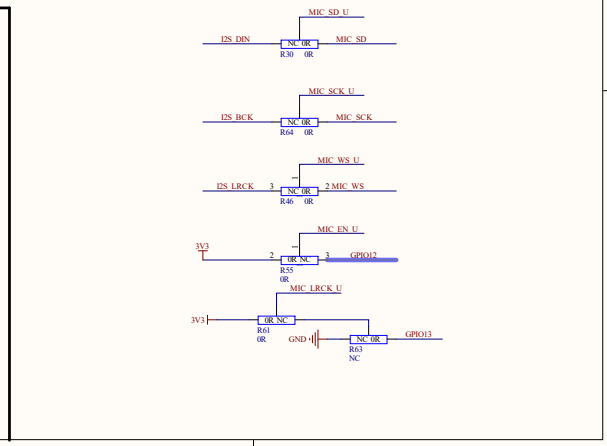 MIC_SD_U
I2S_DIN NC 0R MIC_SD
R30 0R
MIC_SCK_U
I2S_BCK NC 0R MIC_SCK
R64 0R
MIC_WS_U
1
I2S_LRCK 3 NC 0R 2 MIC_WS
R46 0R
MIC_EN_U
3V3 1
2 0R NC 3 GPIO12
R55
0R
MIC_LRCK_U
3V3 0R NC
R61
0R GND NC 0R GPIO13
R63
NC